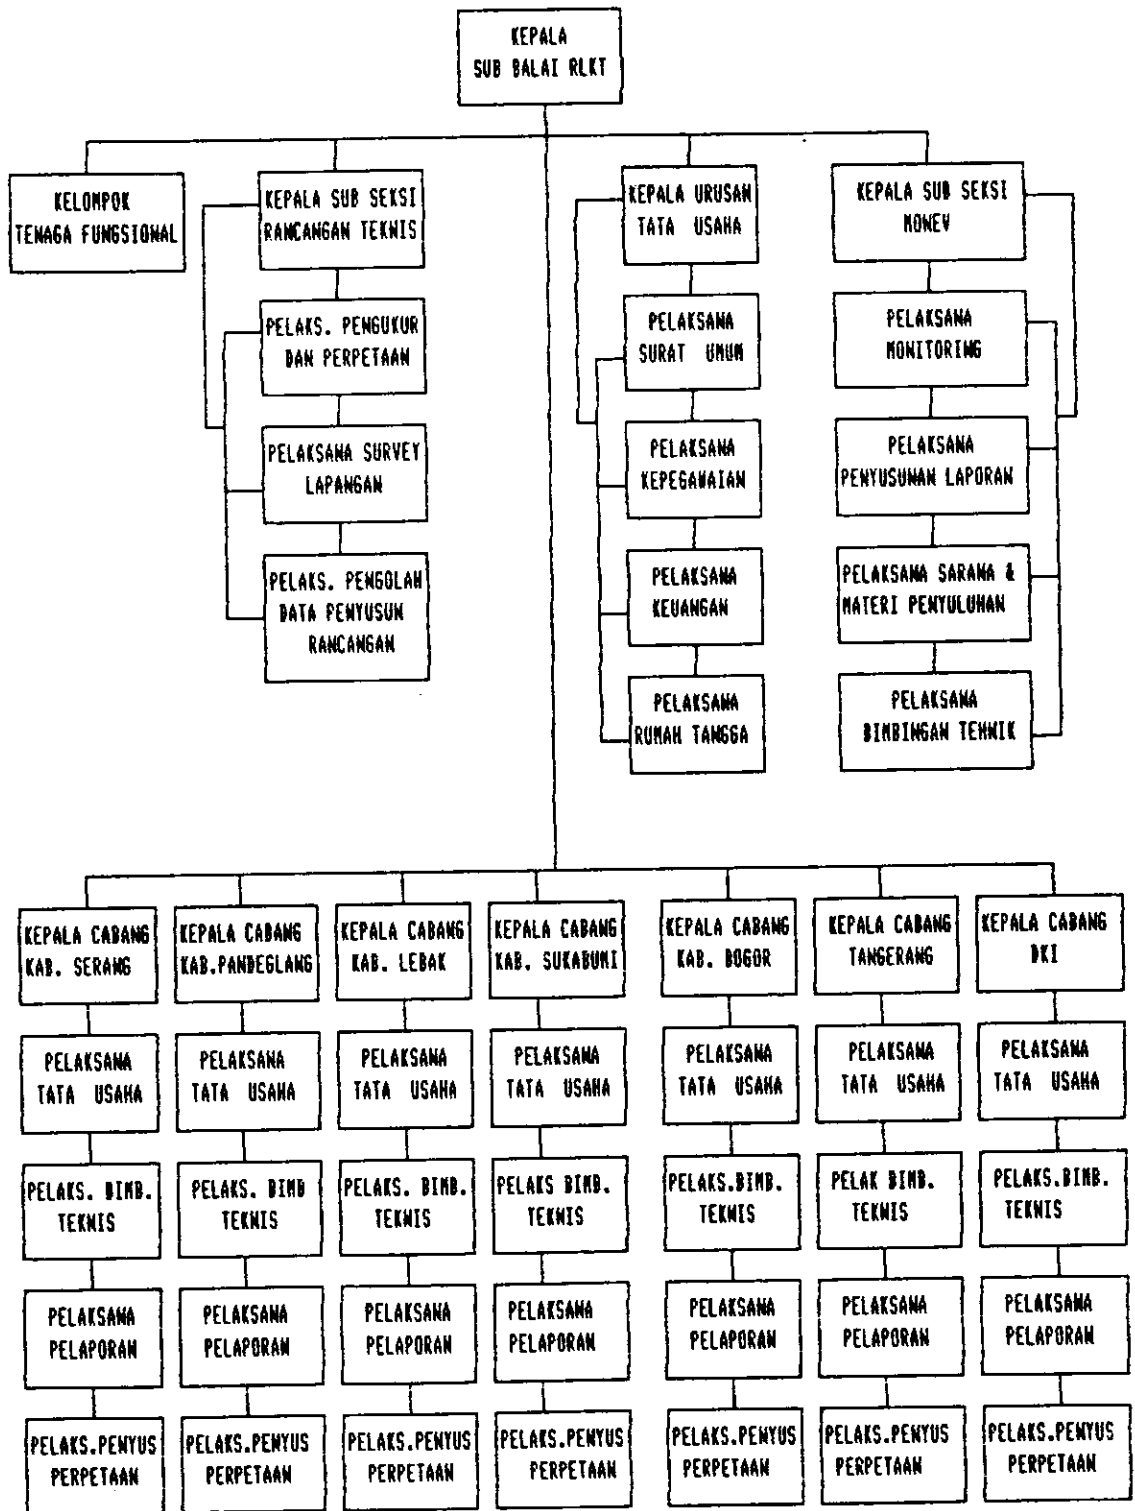 KEPALA
SUB BALAI RLKT
KELOMPOK
TENAGA FUNGSIONAL
KEPALA SUB SEKSI
RANCANGAN TEKNIS
PELAKS. PENGUKUR
DAN PERPETAAN
PELAKSANA SURVEY
LAPANGAN
PELAKS. PENGOLAH
DATA PENYUSUN
RANCANGAN
KEPALA URUSAN
TATA USAHA
PELAKSANA
SURAT UMUM
PELAKSANA
KEPEGAWAIAN
PELAKSANA
KEUANGAN
PELAKSANA
RUMAH TANGGA
KEPALA SUB SEKSI
MONEV
PELAKSANA
MONITORING
PELAKSANA
PENYUSUNAN LAPORAN
PELAKSANA SARANA &
MATERI PENYULUHAN
PELAKSANA
BIMBINGAN TEHNIK
KEPALA CABANG
KAB. SERANG
PELAKSANA
TATA USAHA
PELAKS. BIMB.
TEKNIS
PELAKSANA
PELAPORAN
PELAKS.PENYUS
PERPETAAN
KEPALA CABANG
KAB.PANDEGLANG
PELAKSANA
TATA USAHA
PELAKS. BIMB
TEKNIS
PELAKSANA
PELAPORAN
PELAKS.PENYUS
PERPETAAN
KEPALA CABANG
KAB. LEBAK
PELAKSANA
TATA USAHA
PELAKS. BIMB.
TEKNIS
PELAKSANA
PELAPORAN
PELAKS.PENYUS
PERPETAAN
KEPALA CABANG
KAB. SUKABUMI
PELAKSANA
TATA USAHA
PELAKS BIMB.
TEKNIS
PELAKSANA
PELAPORAN
PELAKS.PENYUS
PERPETAAN
KEPALA CABANG
KAB. BOGOR
PELAKSANA
TATA USAHA
PELAKS.BIMB.
TEKNIS
PELAKSANA
PELAPORAN
PELAKS.PENYUS
PERPETAAN
KEPALA CABANG
TANGERANG
PELAKSANA
TATA USAHA
PELAK BIMB.
TEKNIS
PELAKSANA
PELAPORAN
PELAKS.PENYUS
PERPETAAN
KEPALA CABANG
DKI
PELAKSANA
TATA USAHA
PELAKS.BIMB.
TEKNIS
PELAKSANA
PELAPORAN
PELAKS.PENYUS
PERPETAAN